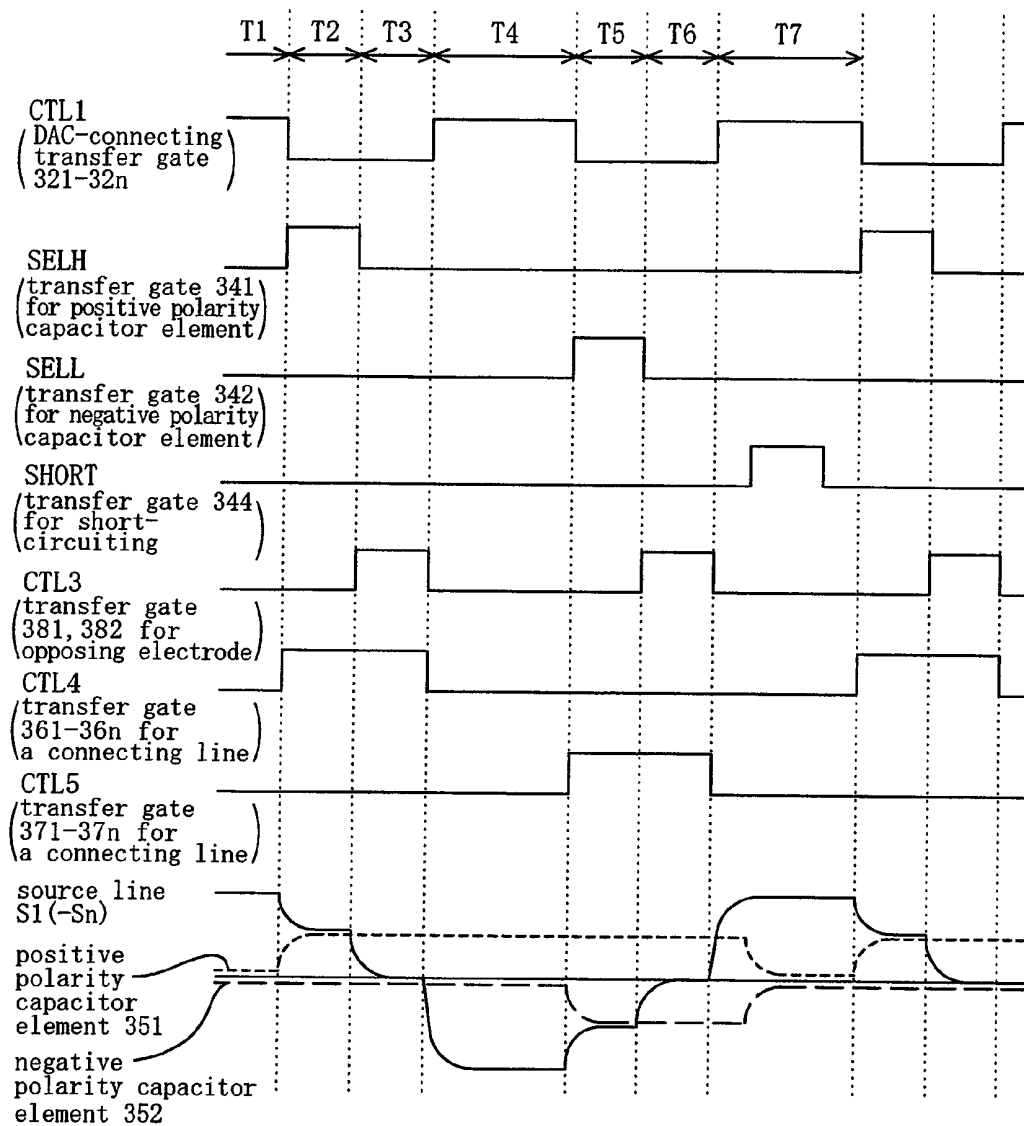 T1 T2 T3 T4 T5 T6 T7
CTL1
(DAC-connecting
transfer gate
321-32n)
SELH
(transfer gate 341
for positive polarity
capacitor element)
SELL
(transfer gate 342
for negative polarity
capacitor element)
SHORT
(transfer gate 344
for short-
circuiting)
CTL3
(transfer gate
381, 382 for
opposing electrode)
CTL4
(transfer gate
361-36n for
a connecting line)
CTL5
(transfer gate
371-37n for
a connecting line)
source line
S1(-Sn)
positive
polarity
capacitor
element 351
negative
polarity capacitor
element 352